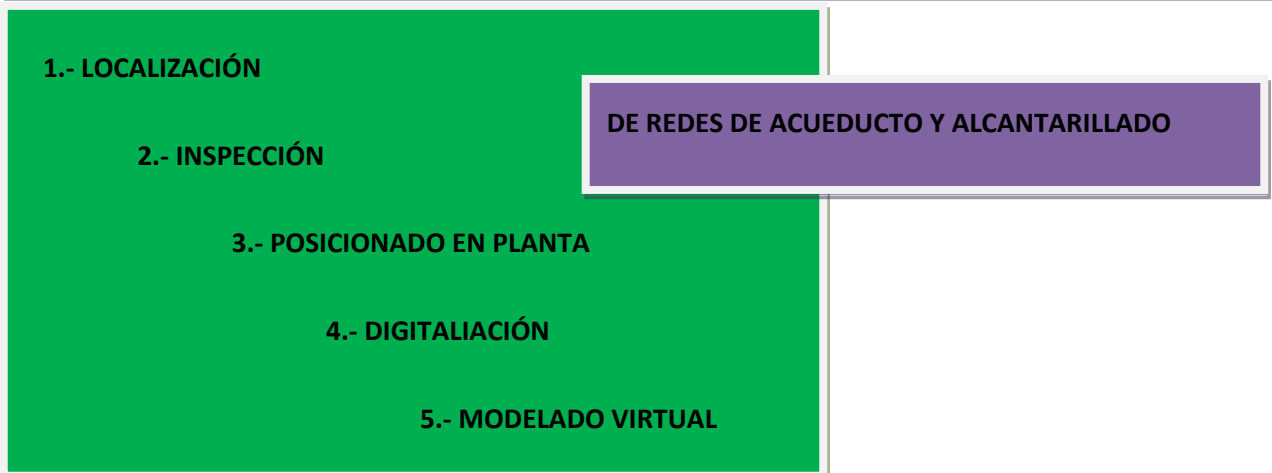 1.- LOCALIZACIÓN
DE REDES DE ACUEDUCTO Y ALCANTARILLADO
2.- INSPECCIÓN
3.- POSICIONADO EN PLANTA
4.- DIGITALIACIÓN
5.- MODELADO VIRTUAL